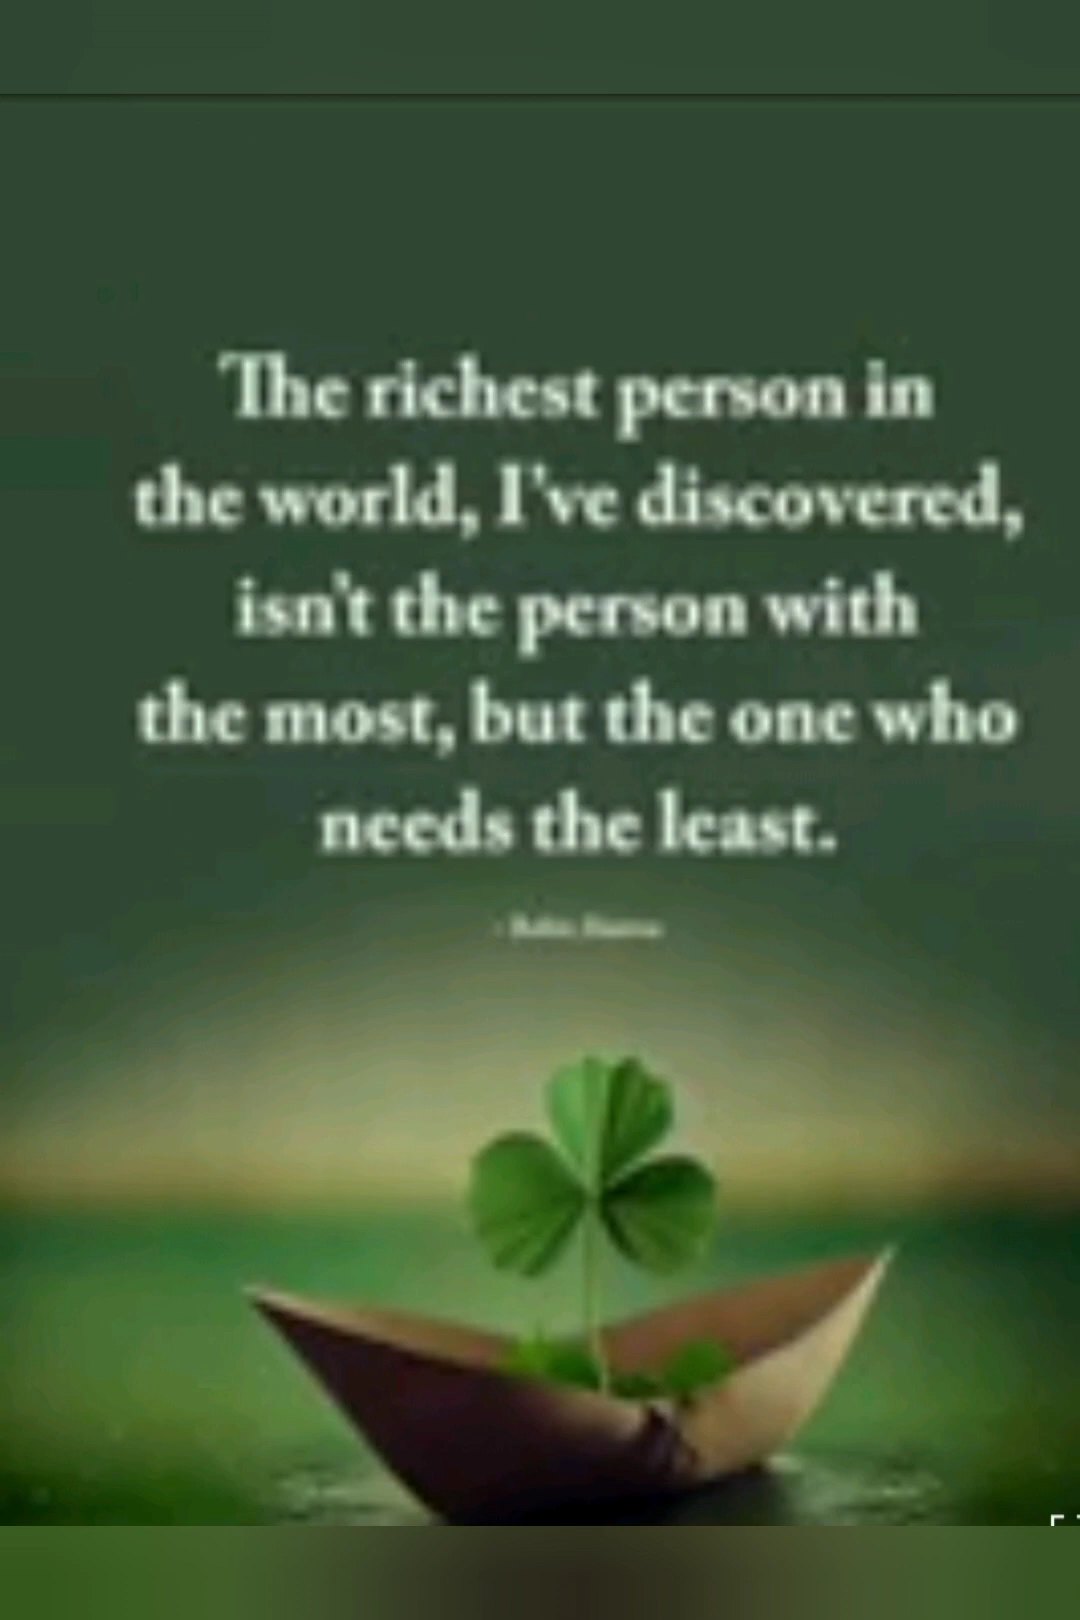 The richest person in
the world, I've discovered,
isn't the person with
the most, but the one who
needs the least.